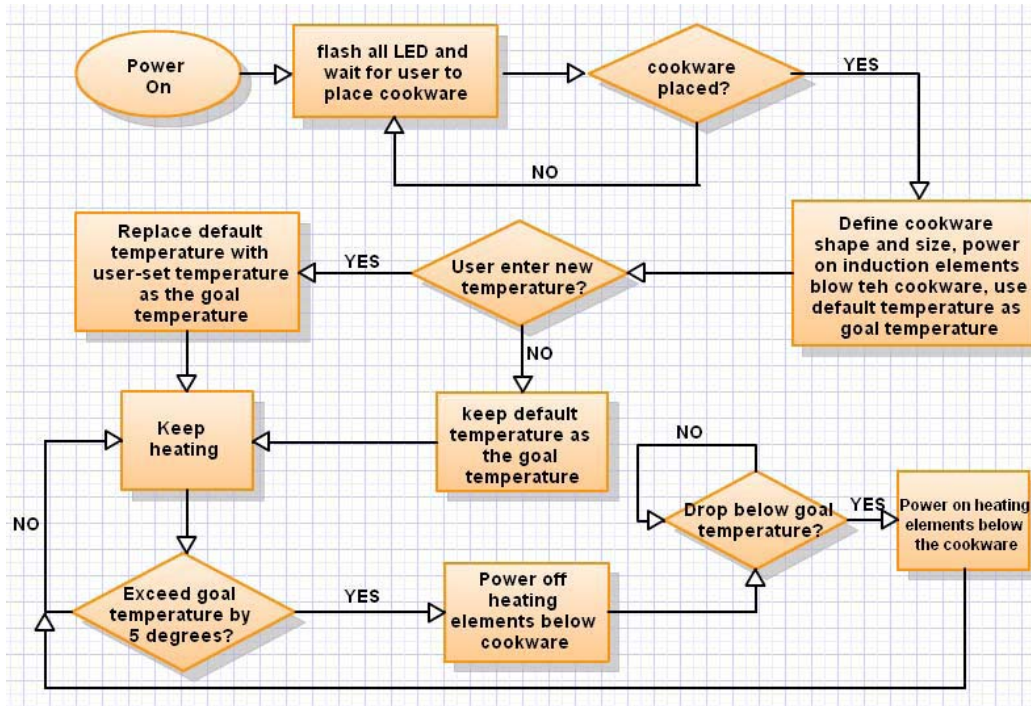 Power
On
flash all LED and
wait for user to
place cookware
cookware
placed?
YES
NO
Define cookware
shape and size, power
on induction elements
blow teh cookware, use
default temperature as
goal temperature
User enter new
temperature?
YES
Replace default
temperature with
user-set temperature
as the goal
temperature
NO
keep default
temperature as
the goal
temperature
Keep
heating
NO
Exceed goal
temperature by
5 degrees?
YES
Power off
heating
elements below
cookware
NO
Drop below goal
temperature?
YES
Power on heating
elements below
the cookware